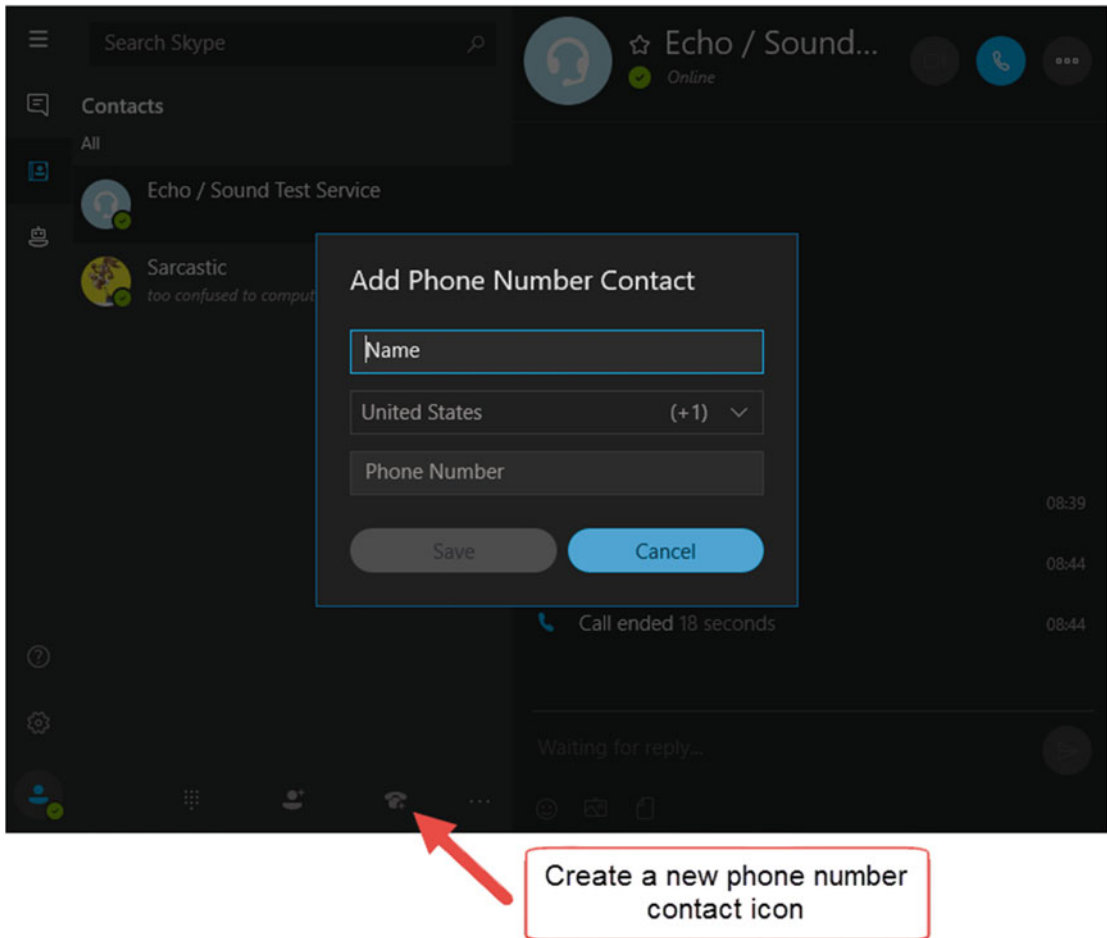 Search Skype
Contacts
All
Echo / Sound Test Service
Sarcastic
too confused to comput
Echo / Sound...
Online
Add Phone Number Contact
Name
United States (+1)
Phone Number
Save Cancel
08:39
08:44
Call ended 18 seconds 08:44
Waiting for reply...
Create a new phone number
contact icon